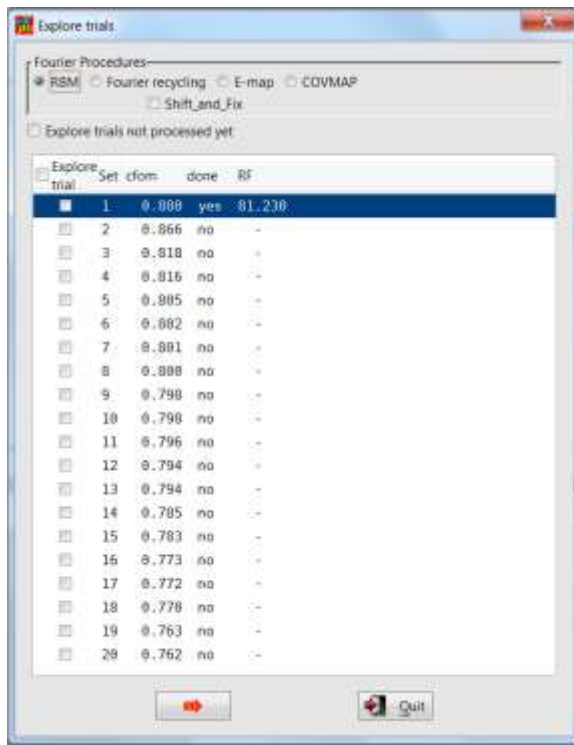 Explore trials
Fourier Procedures
RBM Fourier recycling E-map COVMAP
Shift_and_Fix
Explore trials not processed yet
Explore trial Set cfom done RF
1 0.880 yes 81.230
2 0.866 no -
3 0.818 no -
4 0.816 no -
5 0.805 no -
6 0.802 no -
7 0.801 no -
8 0.800 no -
9 0.798 no -
10 0.798 no -
11 0.796 no -
12 0.794 no -
13 0.794 no -
14 0.785 no -
15 0.783 no -
16 0.773 no -
17 0.772 no -
18 0.770 no -
19 0.763 no -
20 0.762 no -
Quit